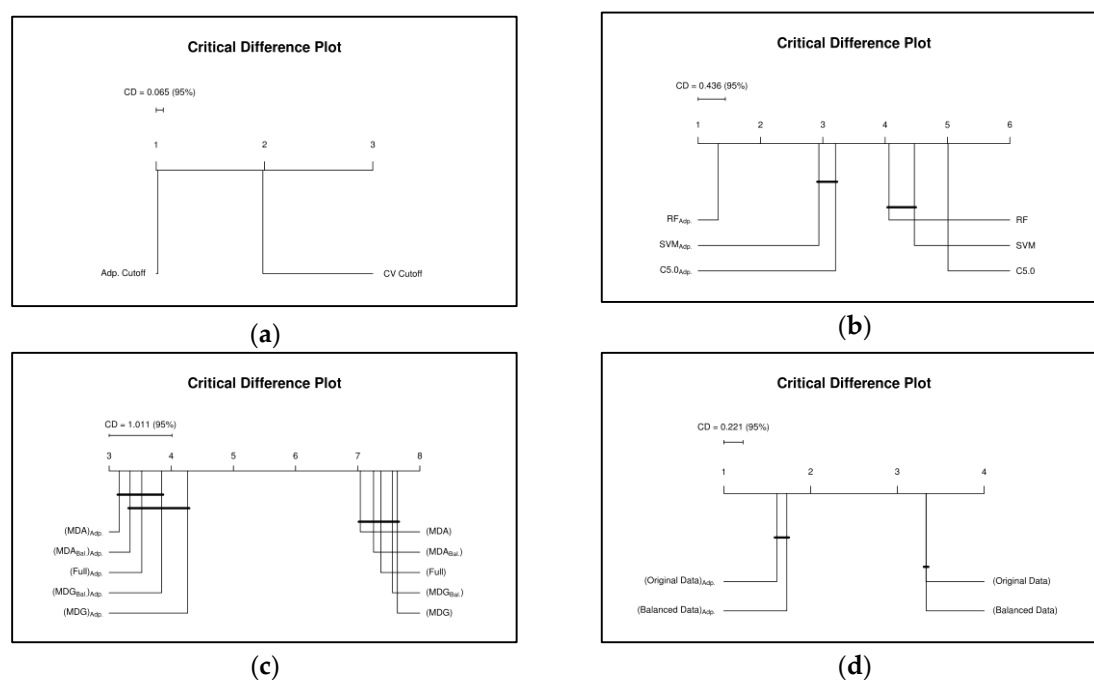 Critical Difference Plot
CD = 0.065 (95%)
1 2 3
Adp. Cutoff CV Cutoff
(a)
Critical Difference Plot
CD = 0.436 (95%)
1 2 3 4 5 6
RFAdp. RF
SVMAdp. SVM
C5.0Adp. C5.0
(b)
Critical Difference Plot
CD = 1.011 (95%)
3 4 5 6 7 8
(MDA)Adp. (MDA)
(MDABal.)Adp. (MDABal.)
(Full)Adp. (Full)
(MDGBal.)Adp. (MDGBal.)
(MDG)Adp. (MDG)
(c)
Critical Difference Plot
CD = 0.221 (95%)
1 2 3 4
(Original Data)Adp. (Original Data)
(Balanced Data)Adp. (Balanced Data)
(d)